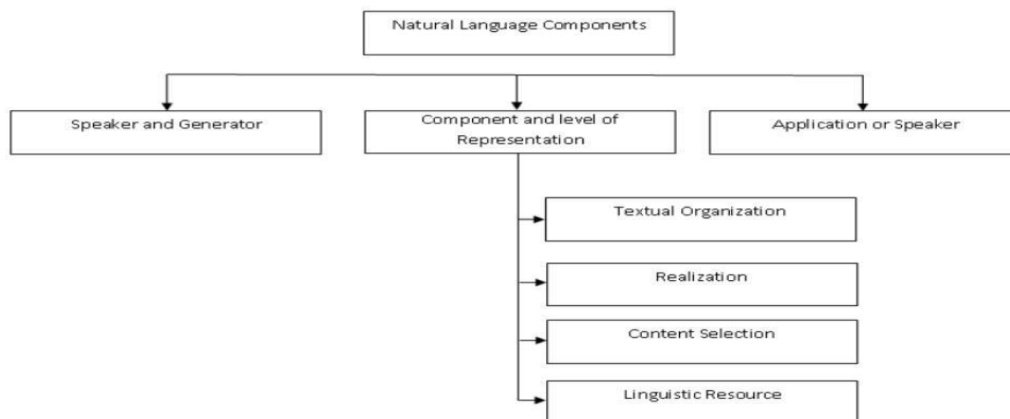 Natural Language Components
Speaker and Generator
Component and level of
Representation
Application or Speaker
Textual Organization
Realization
Content Selection
Linguistic Resource